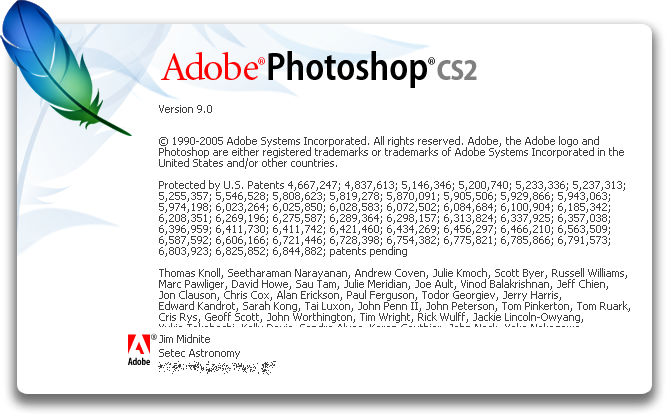 Adobe® Photoshop® CS2
Version 9.0
© 1990-2005 Adobe Systems Incorporated. All rights reserved. Adobe, the Adobe logo and
Photoshop are either registered trademarks or trademarks of Adobe Systems Incorporated in the
United States and/or other countries.
Protected by U.S. Patents 4,667,247; 4,837,613; 5,146,346; 5,200,740; 5,233,336; 5,237,313;
5,255,357; 5,546,528; 5,808,623; 5,819,278; 5,870,091; 5,905,506; 5,929,866; 5,943,063;
5,974,198; 6,023,264; 6,025,850; 6,028,583; 6,072,502; 6,084,684; 6,100,904; 6,185,342;
6,208,351; 6,269,196; 6,275,587; 6,289,364; 6,298,157; 6,313,824; 6,337,925; 6,357,038;
6,396,959; 6,411,730; 6,411,742; 6,421,460; 6,434,269; 6,456,297; 6,466,210; 6,563,509;
6,587,592; 6,606,166; 6,721,446; 6,728,398; 6,754,382; 6,775,821; 6,785,866; 6,791,573;
6,803,923; 6,825,852; 6,844,882; patents pending
Thomas Knoll, Seetharaman Narayanan, Andrew Coven, Julie Kmoch, Scott Byer, Russell Williams,
Marc Pawliger, David Howe, Sau Tam, Julie Meridian, Joe Ault, Vinod Balakrishnan, Jeff Chien,
Jon Clauson, Chris Cox, Alan Erickson, Paul Ferguson, Todor Georgiev, Jerry Harris,
Edward Kandrot, Sarah Kong, Tai Luxon, John Penn II, John Peterson, Tom Pinkerton, Tom Ruark,
Cris Rys, Geoff Scott, John Worthington, Tim Wright, Rick Wulff, Jackie Lincoln-Owyang,
Jim Midnite
Setec Astronomy
Adobe